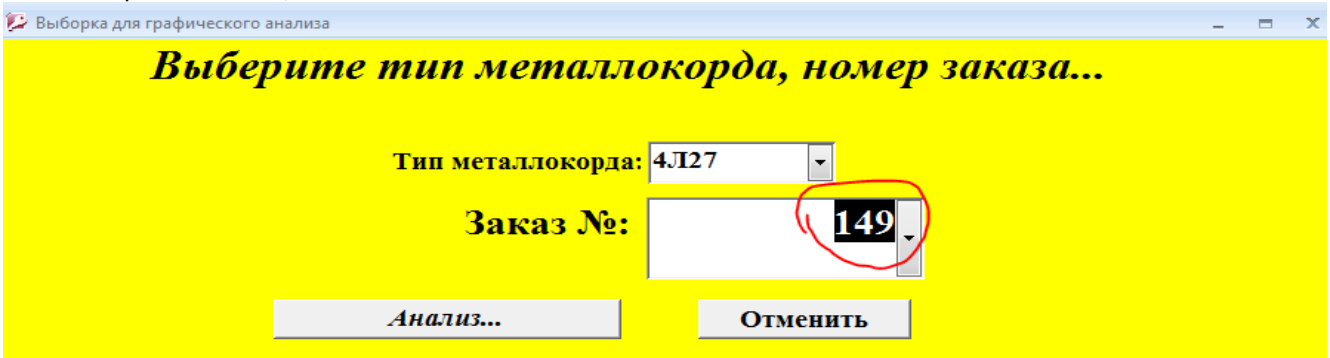 Выборка для графического анализа
Выберите тип металлокорда, номер заказа...
Тип металлокорда: 4Л27
Заказ №: 149
Анализ... Отменить